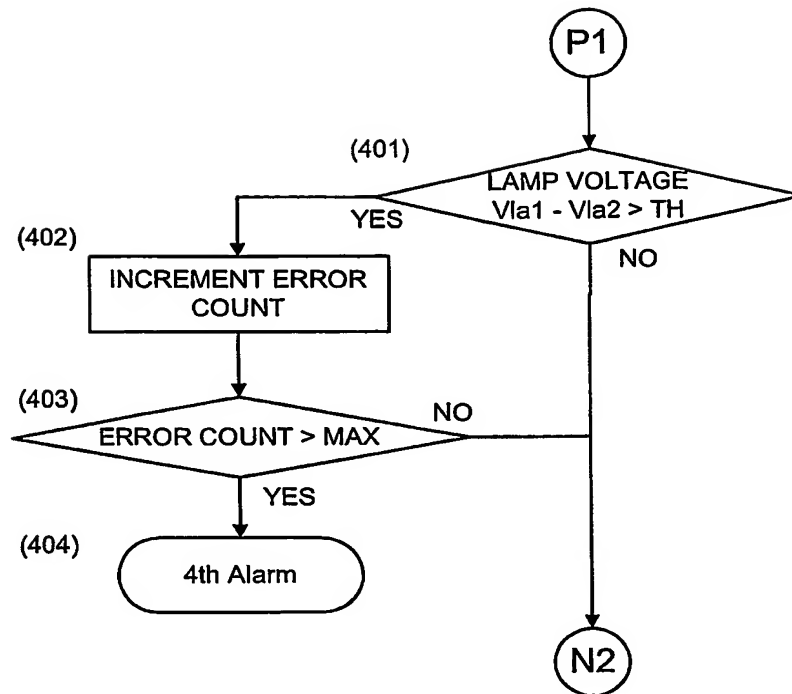 P1
(401)
LAMP VOLTAGE
Vla1 - Vla2 > TH
YES
NO
(402)
INCREMENT ERROR
COUNT
(403)
ERROR COUNT > MAX
NO
YES
(404)
4th Alarm
N2